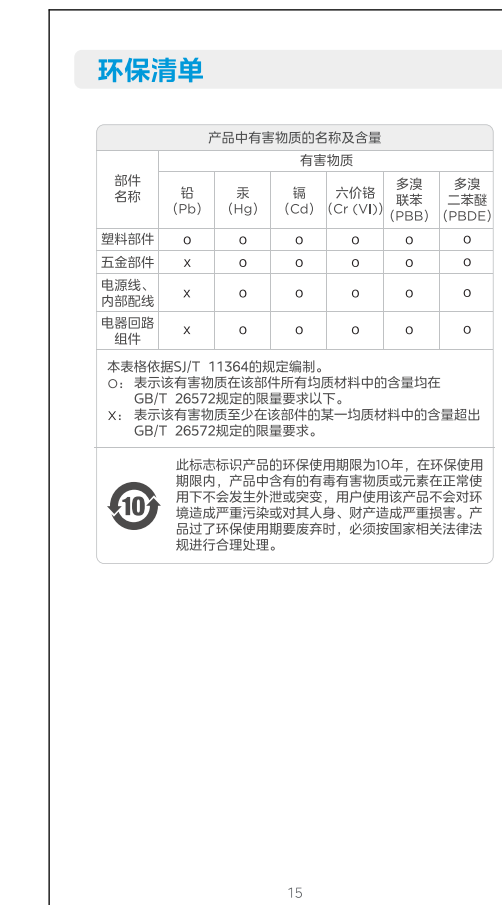 环保清单
产品中有害物质的名称及含量
部件
名称
有害物质
铅
(Pb)
汞
(Hg)
镉
(Cd)
六价铬
(Cr (VI))
多溴
联苯
(PBB)
多溴
二苯醚
(PBDE)
塑料部件 o o o o o o
五金部件 x o o o o o
电源线、
内部配线 x o o o o o
电器回路
组件 x o o o o o
本表格依据SJ/T 11364的规定编制。
O: 表示该有害物质在该部件所有均质材料中的含量均在
GB/T 26572规定的限量要求以下。
X: 表示该有害物质至少在该部件的某一均质材料中的含量超出
GB/T 26572规定的限量要求。
10
此标志标识产品的环保使用期限为10年，在环保使用
期限内，产品中含有的有毒有害物质或元素在正常使
用下不会发生外泄或突变，用户使用该产品不会对环
境造成严重污染或对其人身、财产造成严重损害。产
品过了环保使用期要废弃时，必须按国家相关法律法
规进行合理处理。
15